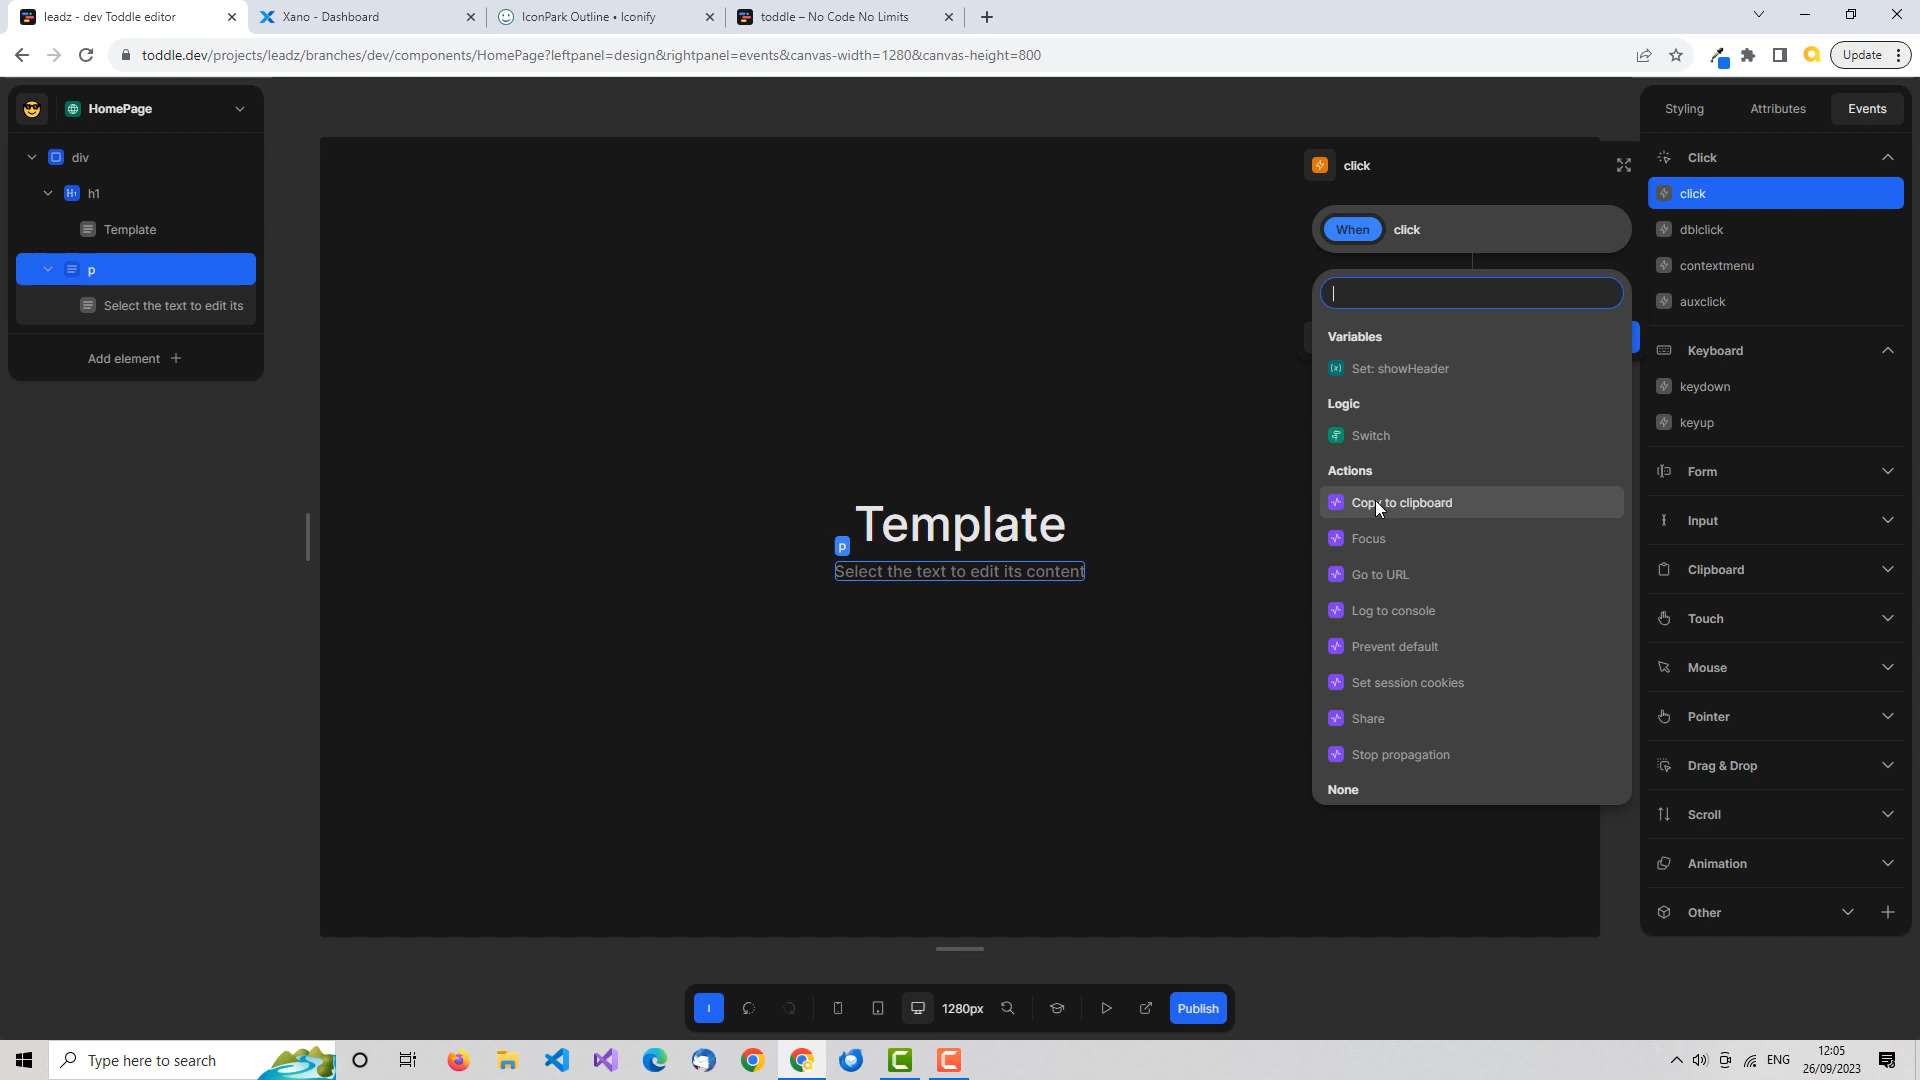 leadz - dev Toddle editor
Xano - Dashboard
IconPark Outline • Iconify
toddle – No Code No Limits
toddle.dev/projects/leadz/branches/dev/components/HomePage?leftpanel=design&rightpanel=events&canvas-width=1280&canvas-height=800
Update
HomePage
div
h1
Template
p
Select the text to edit its
Add element
Template
p
Select the text to edit its content
click
When click
Variables
Set: showHeader
Logic
Switch
Actions
Copy to clipboard
Focus
Go to URL
Log to console
Prevent default
Set session cookies
Share
Stop propagation
None
Styling
Attributes
Events
Click
click
dblclick
contextmenu
auxclick
Keyboard
keydown
keyup
Form
Input
Clipboard
Touch
Mouse
Pointer
Drag & Drop
Scroll
Animation
Other
1280px
Publish
Type here to search
ENG
12:05
26/09/2023